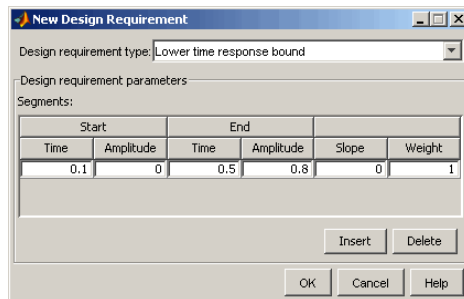 New Design Requirement
Design requirement type: Lower time response bound
Design requirement parameters
Segments:
Start End
Time Amplitude Time Amplitude Slope Weight
0.1 0 0.5 0.8 0 1
Insert Delete
OK Cancel Help